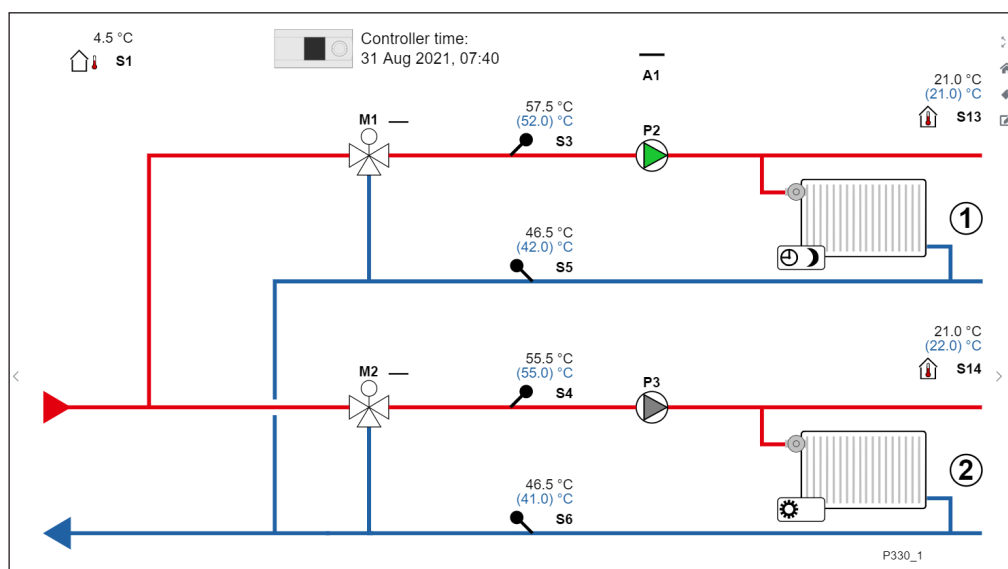 4.5 °C
S1
Controller time:
31 Aug 2021, 07:40
A1
21.0 °C
(21.0) °C
S13
M1
57.5 °C
(52.0) °C
S3
P2
1
46.5 °C
(42.0) °C
S5
21.0 °C
(22.0) °C
S14
M2
55.5 °C
(55.0) °C
S4
P3
2
46.5 °C
(41.0) °C
S6
P330_1